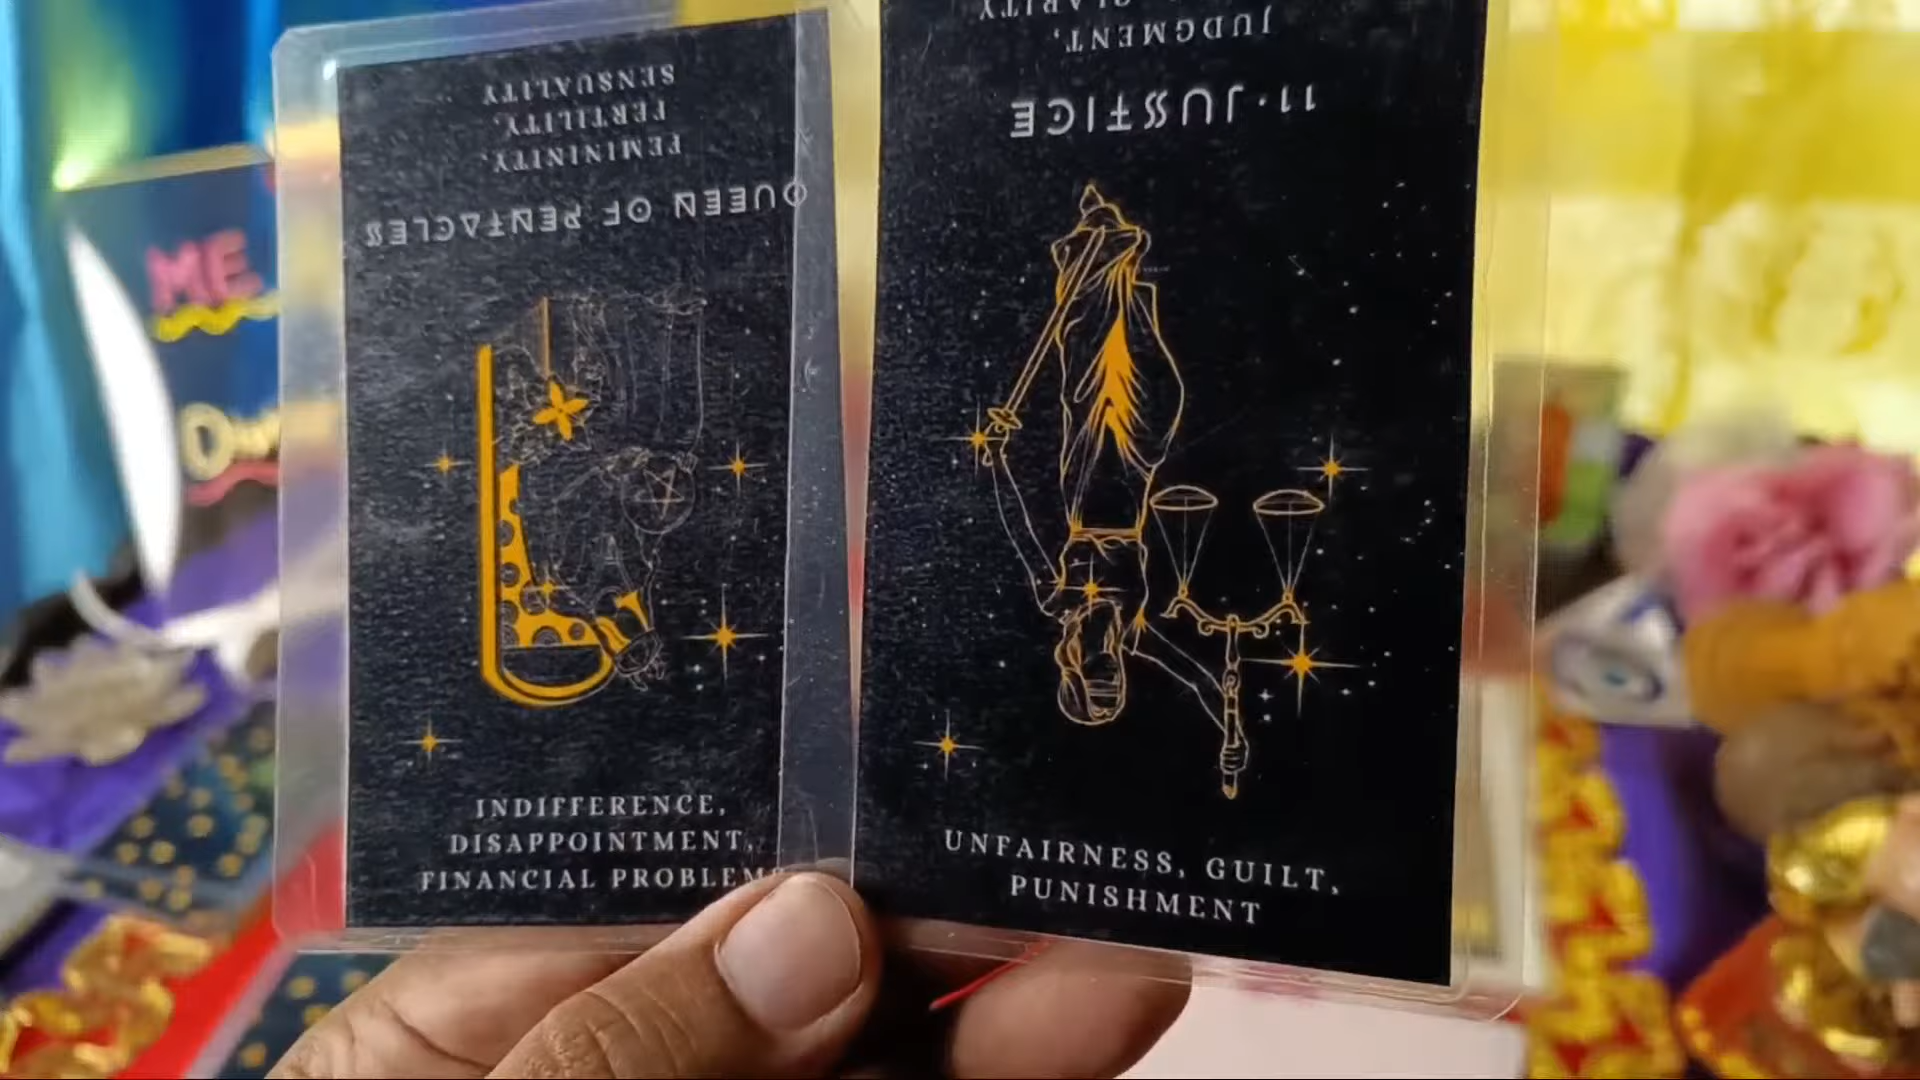 SENSUALITY
FERTILITY,
FEMININITY,
QUEEN OF PENTACLES
INDIFFERENCE,
DISAPPOINTMENT,
FINANCIAL PROBLEMS
JUDGMENT,
11·JUSTICE
UNFAIRNESS, GUILT,
PUNISHMENT
ME